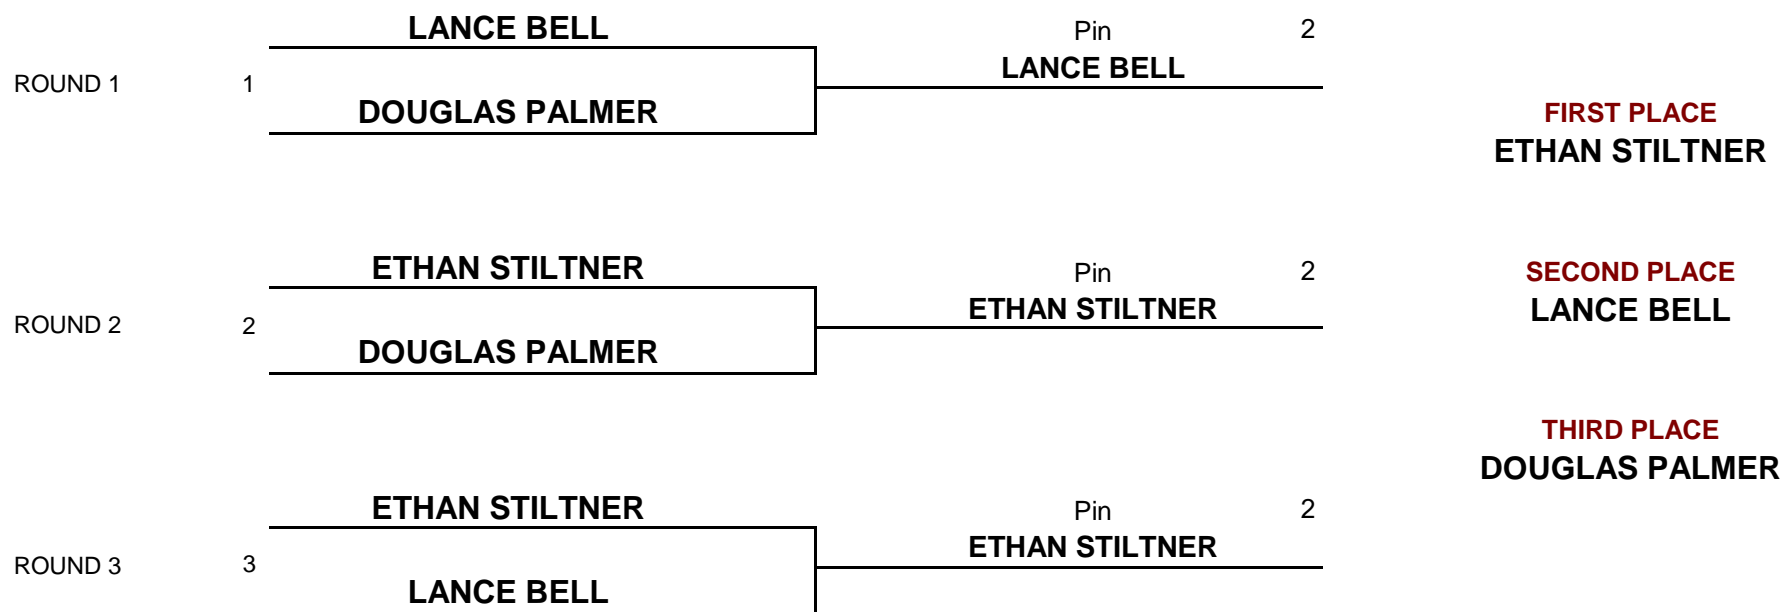 LANCE BELL
Pin 2
LANCE BELL
ROUND 1 1
DOUGLAS PALMER
FIRST PLACE
ETHAN STILTNER
ETHAN STILTNER
Pin 2
SECOND PLACE
ETHAN STILTNER
LANCE BELL
ROUND 2 2
DOUGLAS PALMER
THIRD PLACE
DOUGLAS PALMER
ETHAN STILTNER
Pin 2
ETHAN STILTNER
ROUND 3 3
LANCE BELL